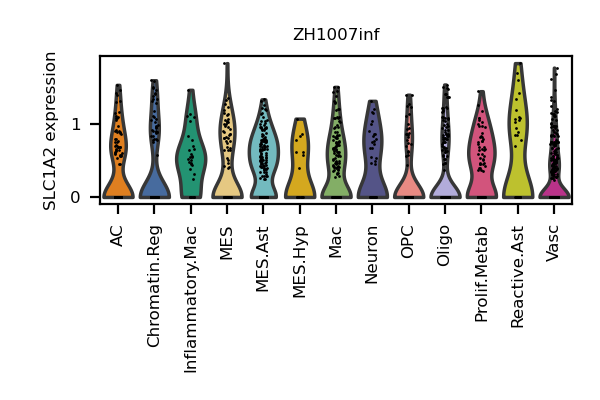 ZH1007inf
SLC1A2 expression
1
0
AC
Chromatin.Reg
Inflammatory.Mac
MES
MES.Ast
MES.Hyp
Mac
Neuron
OPC
Oligo
Prolif.Metab
Reactive.Ast
Vasc